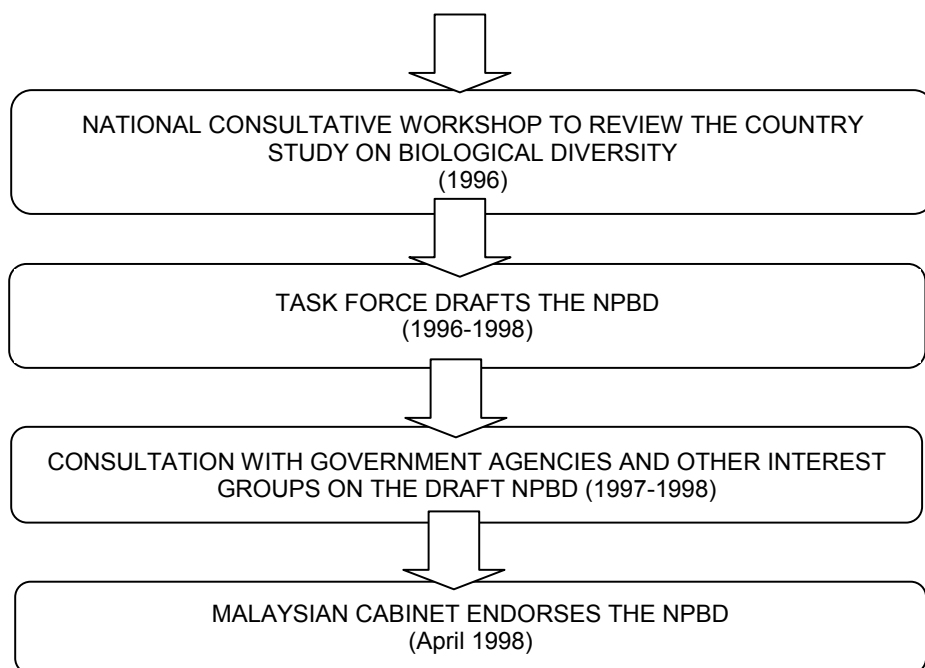 NATIONAL CONSULTATIVE WORKSHOP TO REVIEW THE COUNTRY
STUDY ON BIOLOGICAL DIVERSITY
(1996)
TASK FORCE DRAFTS THE NPBD
(1996-1998)
CONSULTATION WITH GOVERNMENT AGENCIES AND OTHER INTEREST
GROUPS ON THE DRAFT NPBD (1997-1998)
MALAYSIAN CABINET ENDORSES THE NPBD
(April 1998)